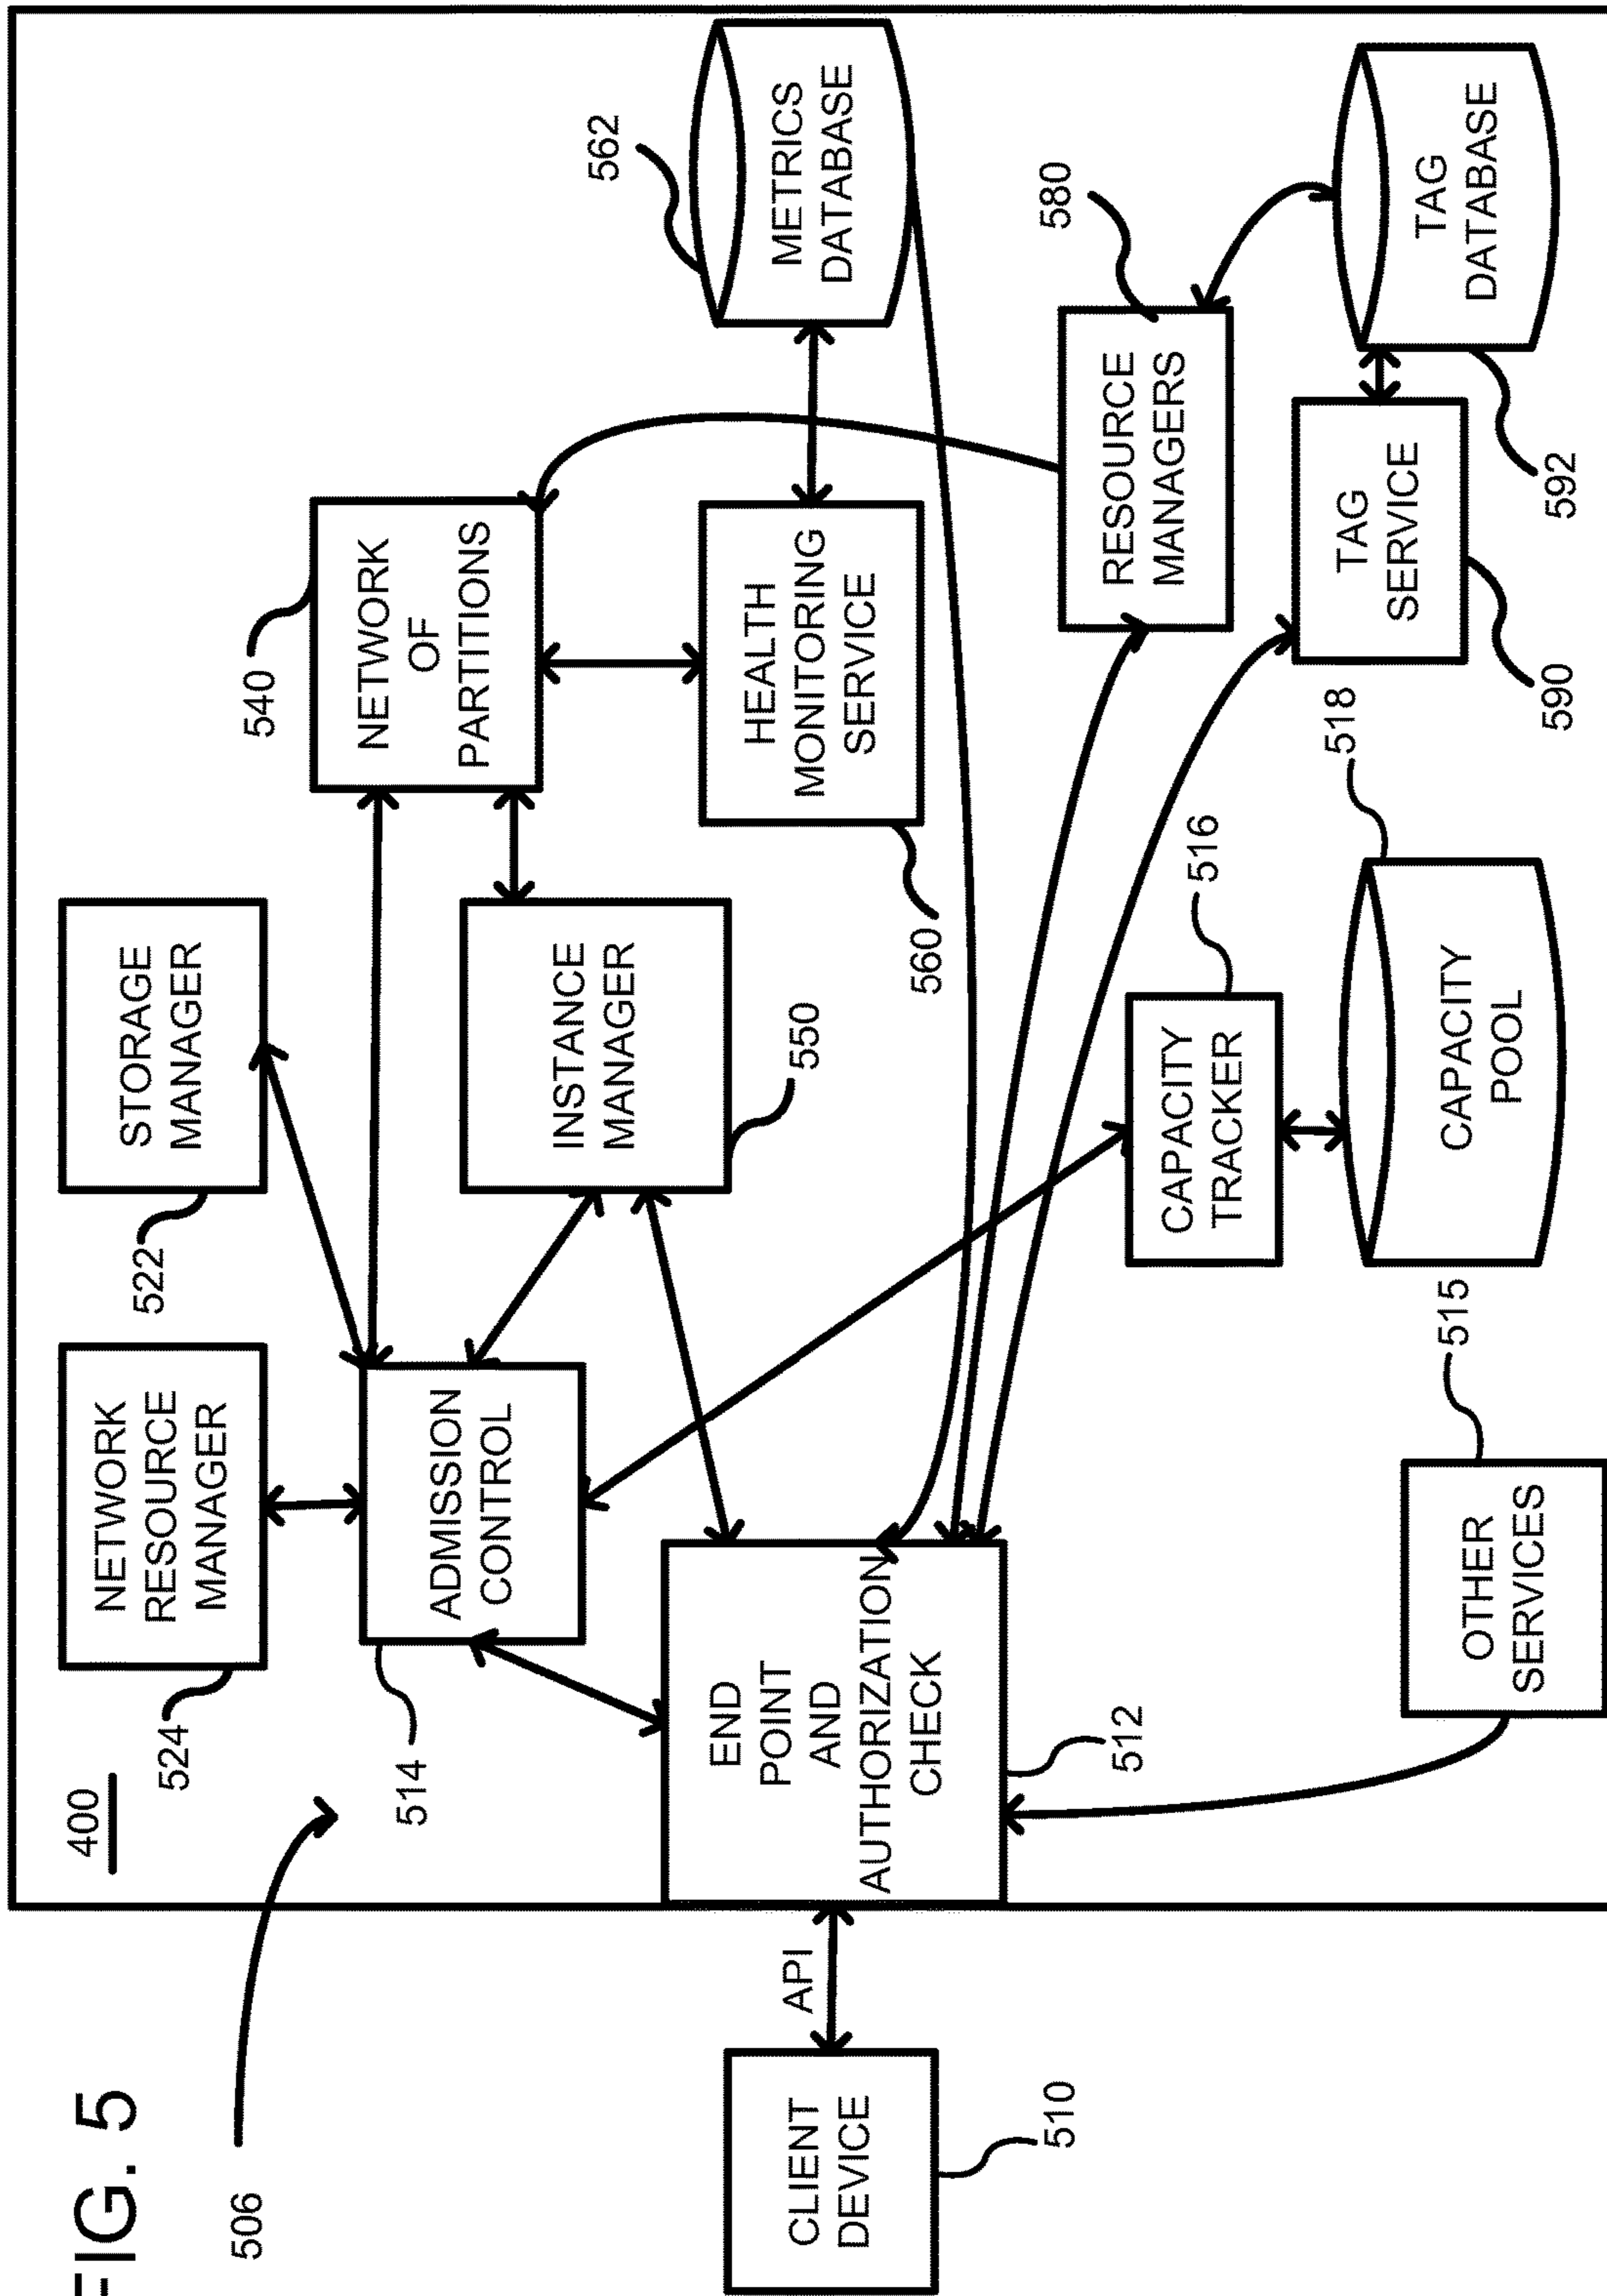 FIG. 5
506
400
524
NETWORK
RESOURCE
MANAGER
522
STORAGE
MANAGER
514
ADMISSION
CONTROL
540
NETWORK
OF
PARTITIONS
INSTANCE
MANAGER
550
562
METRICS
DATABASE
HEALTH
MONITORING
SERVICE
560
CLIENT
DEVICE
510
API
END
POINT AND
AUTHORIZATION
CHECK
512
580
RESOURCE
MANAGERS
516
CAPACITY
TRACKER
518
CAPACITY
POOL
TAG
SERVICE
590
TAG
DATABASE
592
515
OTHER
SERVICES